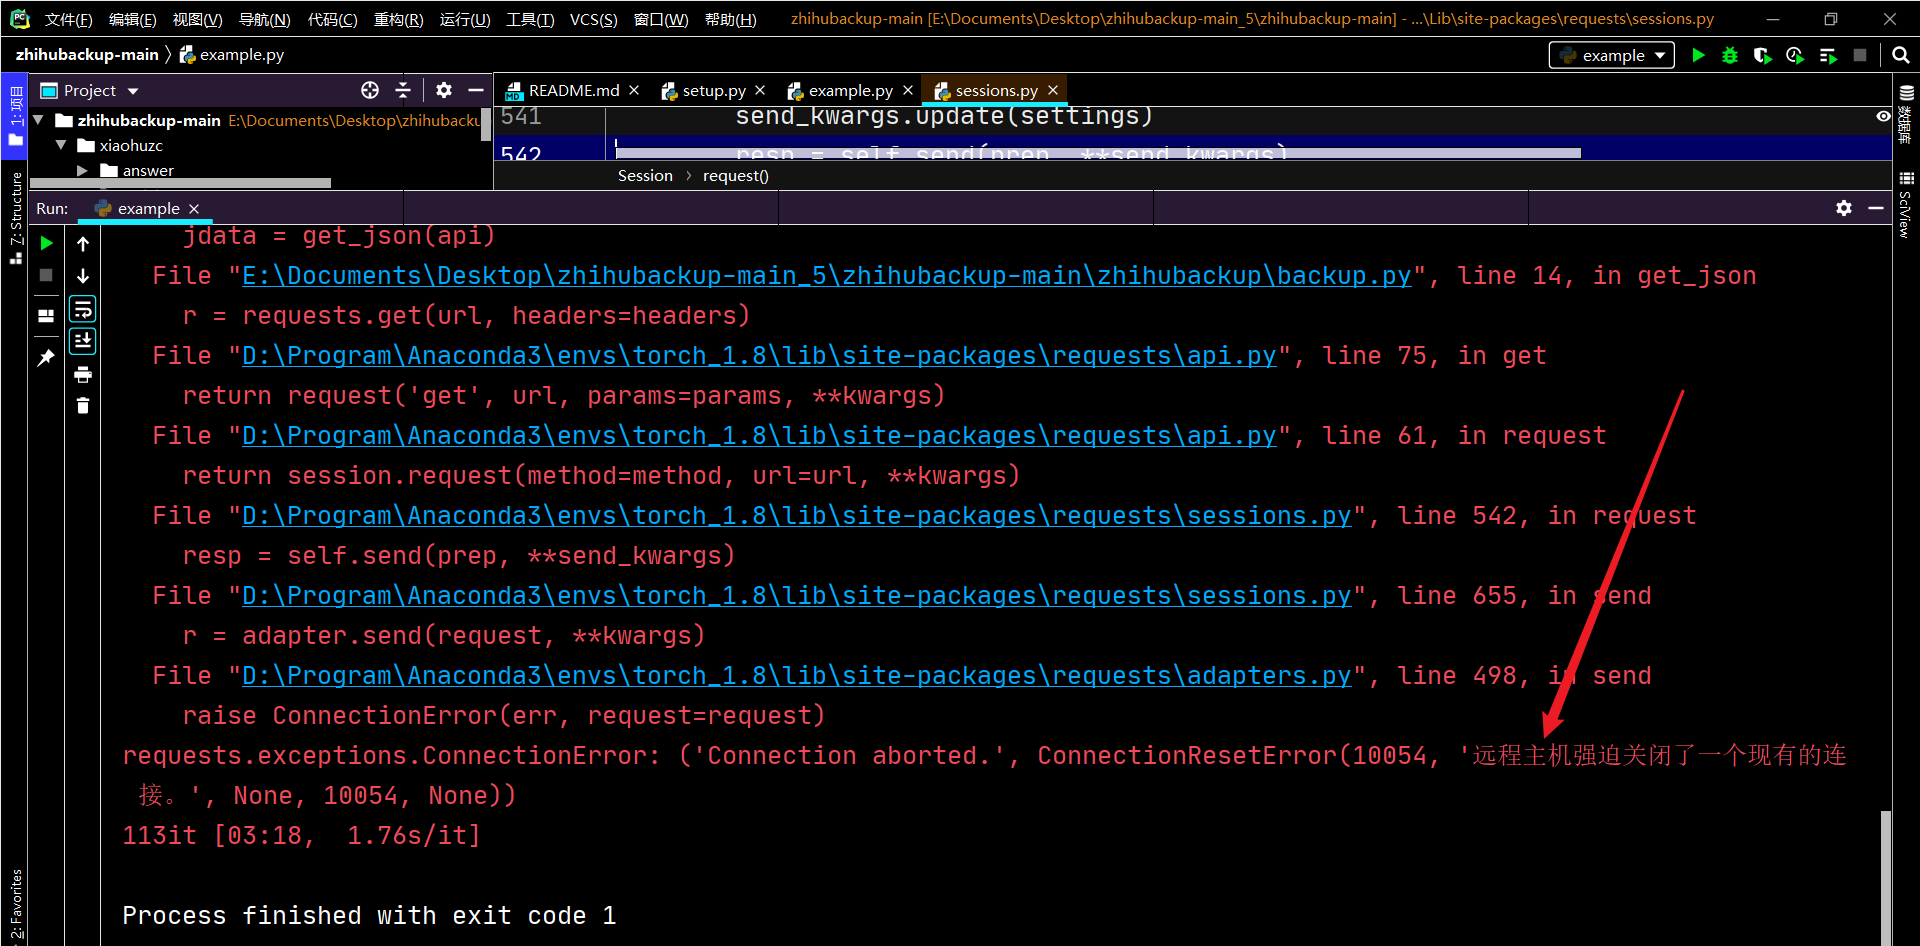 文件(F) 编辑(E) 视图(V) 导航(N) 代码(C) 重构(R) 运行(U) 工具(T) VCS(S) 窗口(W) 帮助(H) zhihubackup-main [E:\Documents\Desktop\zhihubackup-main_5\zhihubackup-main] - ...\Lib\site-packages\requests\sessions.py
zhihubackup-main example.py example
1: 项目
Project README.md setup.py example.py sessions.py
zhihubackup-main E:\Documents\Desktop\zhihubacku
541 send_kwargs.update(settings)
xiaohuzc
542 resp = self.send(prep, **send_kwargs)
answer
Session › request()
数据库
SciView
7: Structure
Run: example
jdata = get_json(api)
File "E:\Documents\Desktop\zhihubackup-main_5\zhihubackup-main\zhihubackup\backup.py", line 14, in get_json
r = requests.get(url, headers=headers)
File "D:\Program\Anaconda3\envs\torch_1.8\lib\site-packages\requests\api.py", line 75, in get
return request('get', url, params=params, **kwargs)
File "D:\Program\Anaconda3\envs\torch_1.8\lib\site-packages\requests\api.py", line 61, in request
return session.request(method=method, url=url, **kwargs)
File "D:\Program\Anaconda3\envs\torch_1.8\lib\site-packages\requests\sessions.py", line 542, in request
resp = self.send(prep, **send_kwargs)
File "D:\Program\Anaconda3\envs\torch_1.8\lib\site-packages\requests\sessions.py", line 655, in send
r = adapter.send(request, **kwargs)
File "D:\Program\Anaconda3\envs\torch_1.8\lib\site-packages\requests\adapters.py", line 498, in send
raise ConnectionError(err, request=request)
requests.exceptions.ConnectionError: ('Connection aborted.', ConnectionResetError(10054, '远程主机强迫关闭了一个现有的连
接。', None, 10054, None))
113it [03:18, 1.76s/it]
Process finished with exit code 1
2: Favorites